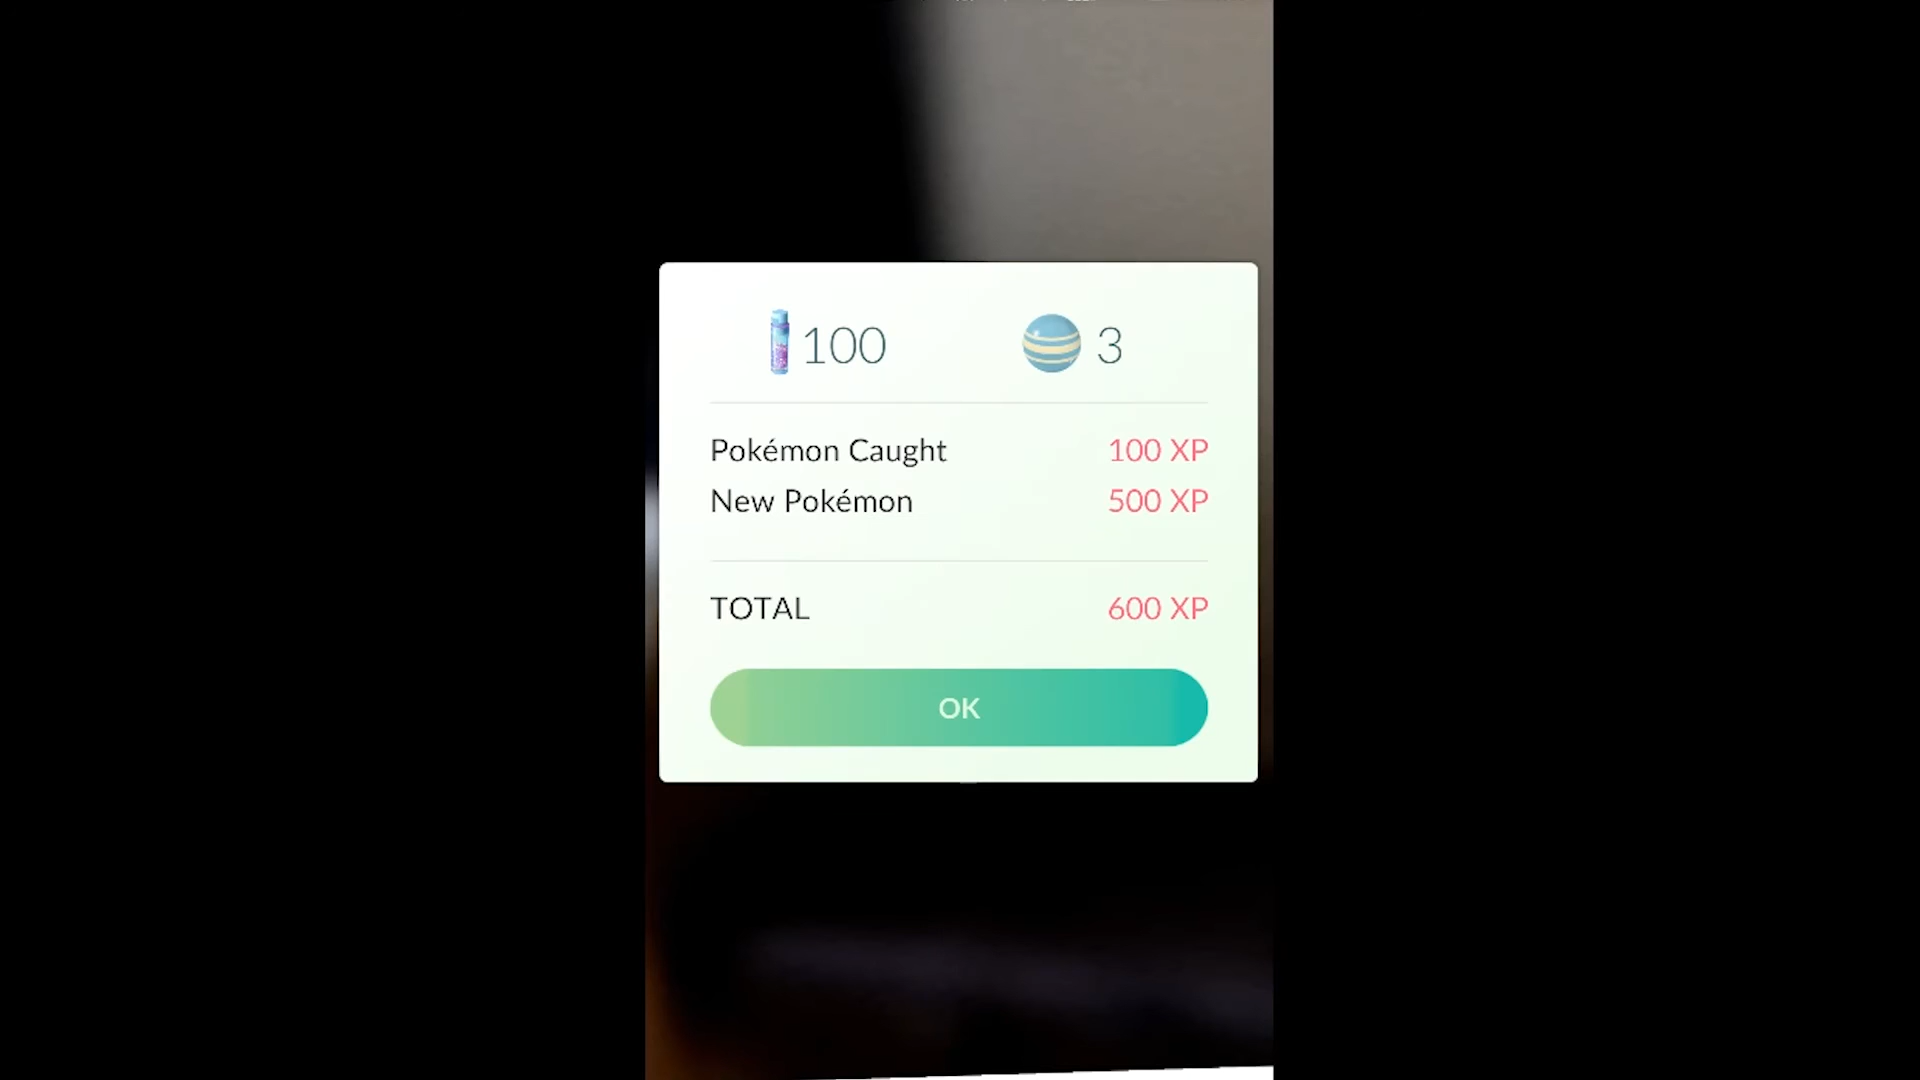 100 3
Pokémon Caught 100 XP
New Pokémon 500 XP
TOTAL 600 XP
OK